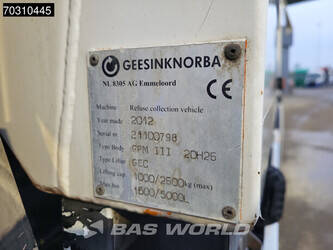 70310445
GEESINKNORBA
NL 8305 AG Emmeloord
CE
Machine Refuse collection vehicle
Year made 2012
Serial nr 21100798
Type Body GPM III 20H25
Type Lifter GEC
Lifting cap 1000/2500kg (max)
1500/5000L
BAS WORLD